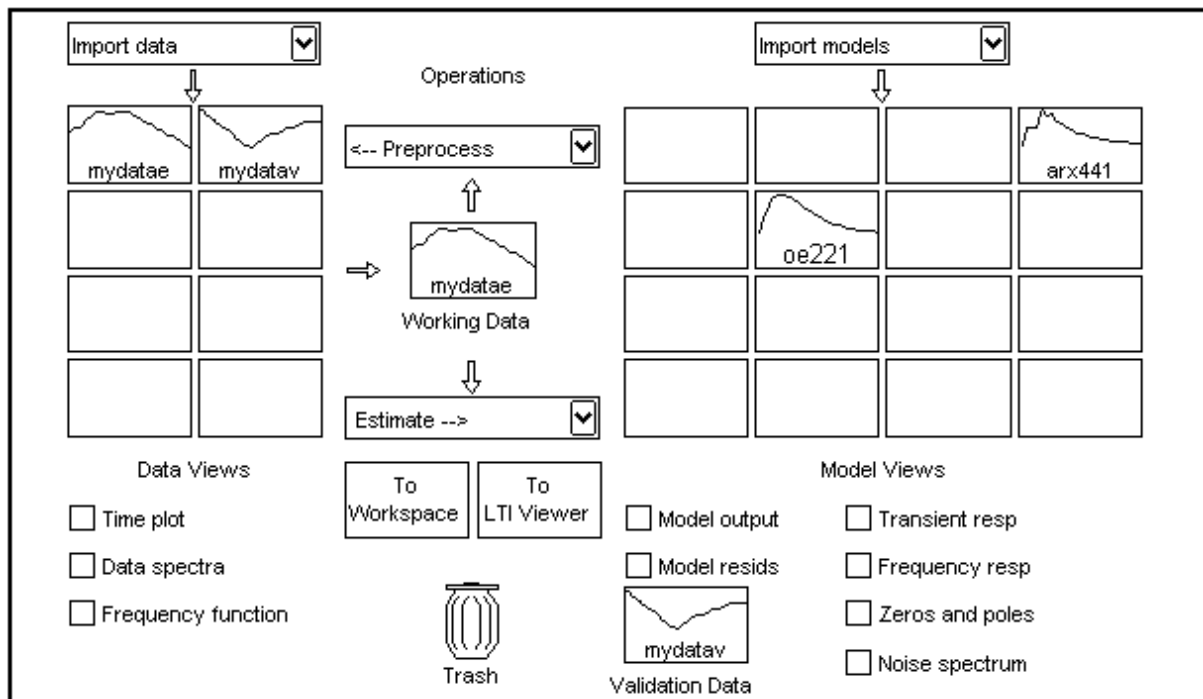 Import data
Import models
Operations
mydatae
mydatav
<-- Preprocess
arx441
oe221
mydatae
Working Data
Estimate -->
Data Views
Model Views
To
Workspace
To
LTI Viewer
Time plot
Data spectra
Frequency function
Model output
Transient resp
Model resids
Frequency resp
Zeros and poles
Noise spectrum
Trash
mydatav
Validation Data